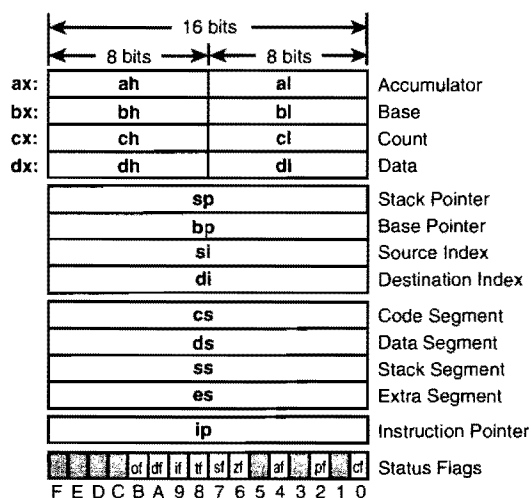 16 bits
8 bits 8 bits
ax: ah al Accumulator
bx: bh bl Base
cx: ch cl Count
dx: dh dl Data
sp Stack Pointer
bp Base Pointer
si Source Index
di Destination Index
cs Code Segment
ds Data Segment
ss Stack Segment
es Extra Segment
ip Instruction Pointer
of df if tf sf zf af pf cf Status Flags
F E D C B A 9 8 7 6 5 4 3 2 1 0